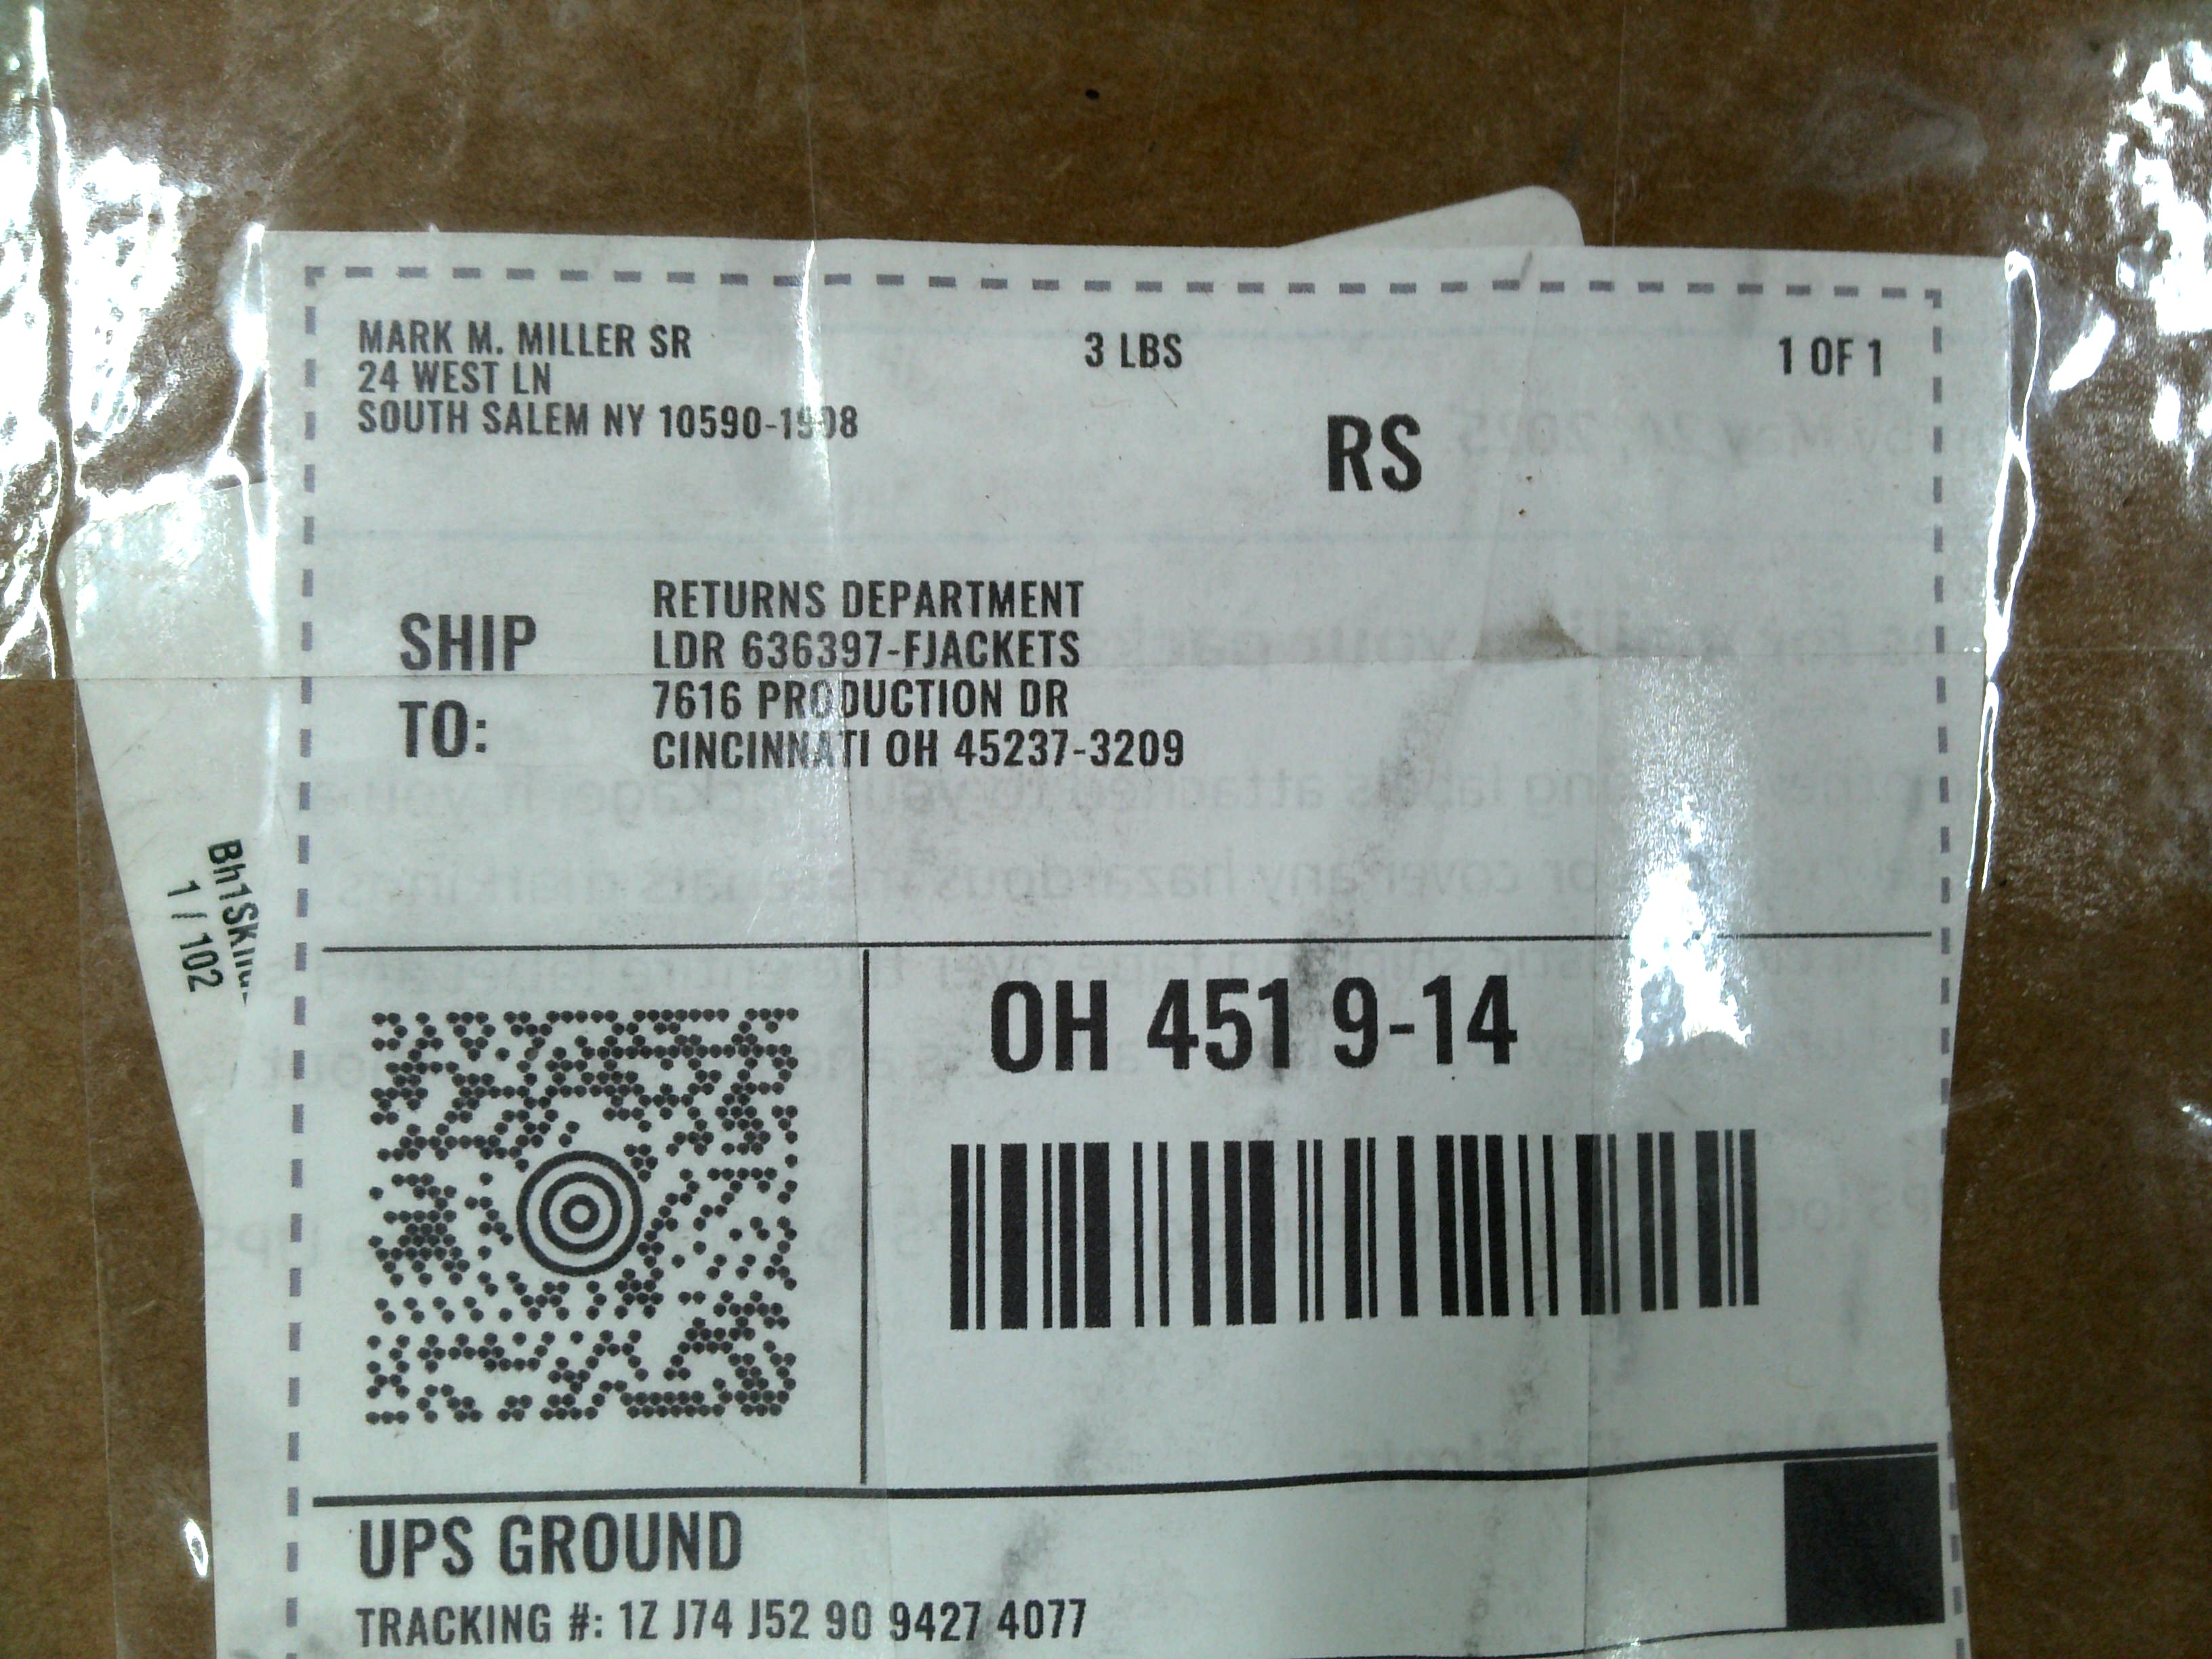 MARK M. MILLER SR
24 WEST LN
SOUTH SALEM NY 10590-1908
3 LBS
1 OF 1
RS
SHIP TO:
RETURNS DEPARTMENT
LDR 636397-FJACKETS
7616 PRODUCTION DR
CINCINNATI OH 45237-3209
1 / 102
OH 451 9-14
UPS GROUND
TRACKING #: 1Z J74 J52 90 9427 4077